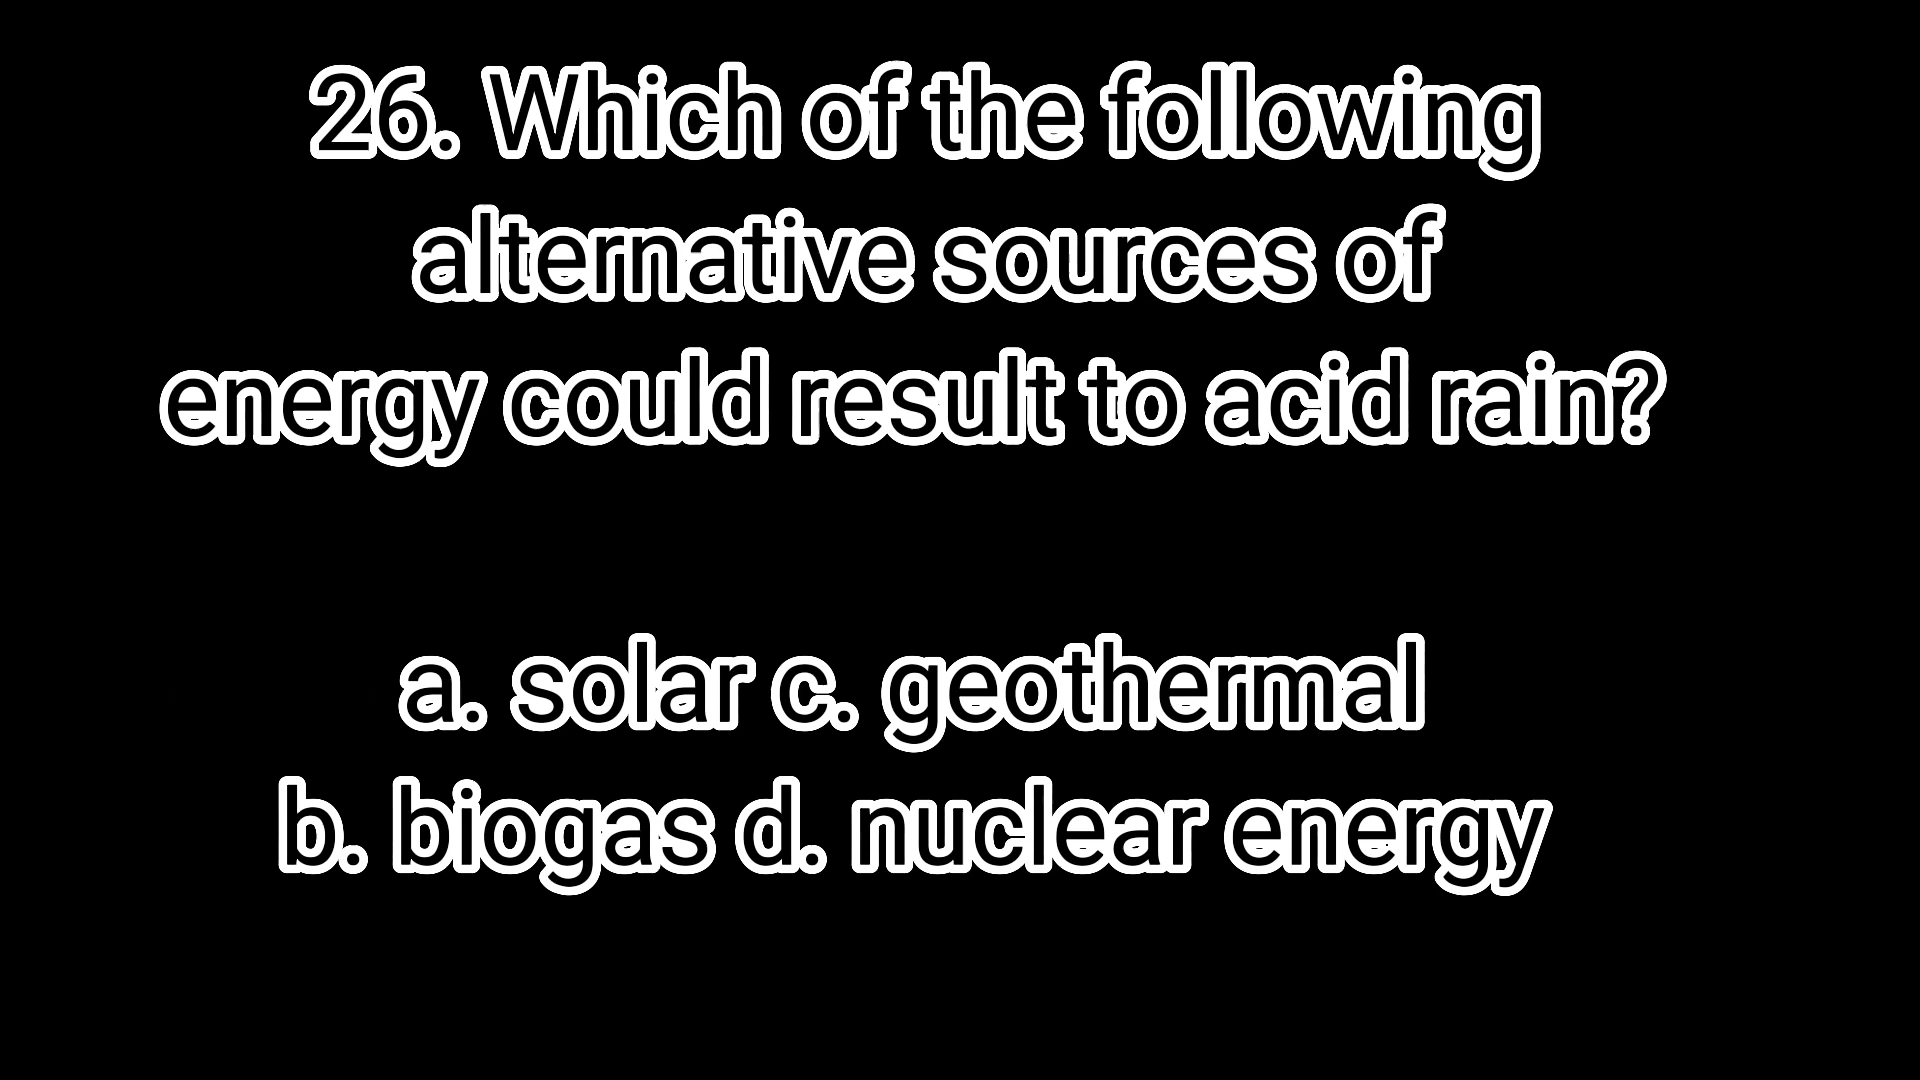 26. Which of the following
alternative sources of
energy could result to acid rain?
a. solar c. geothermal
b. biogas d. nuclear energy